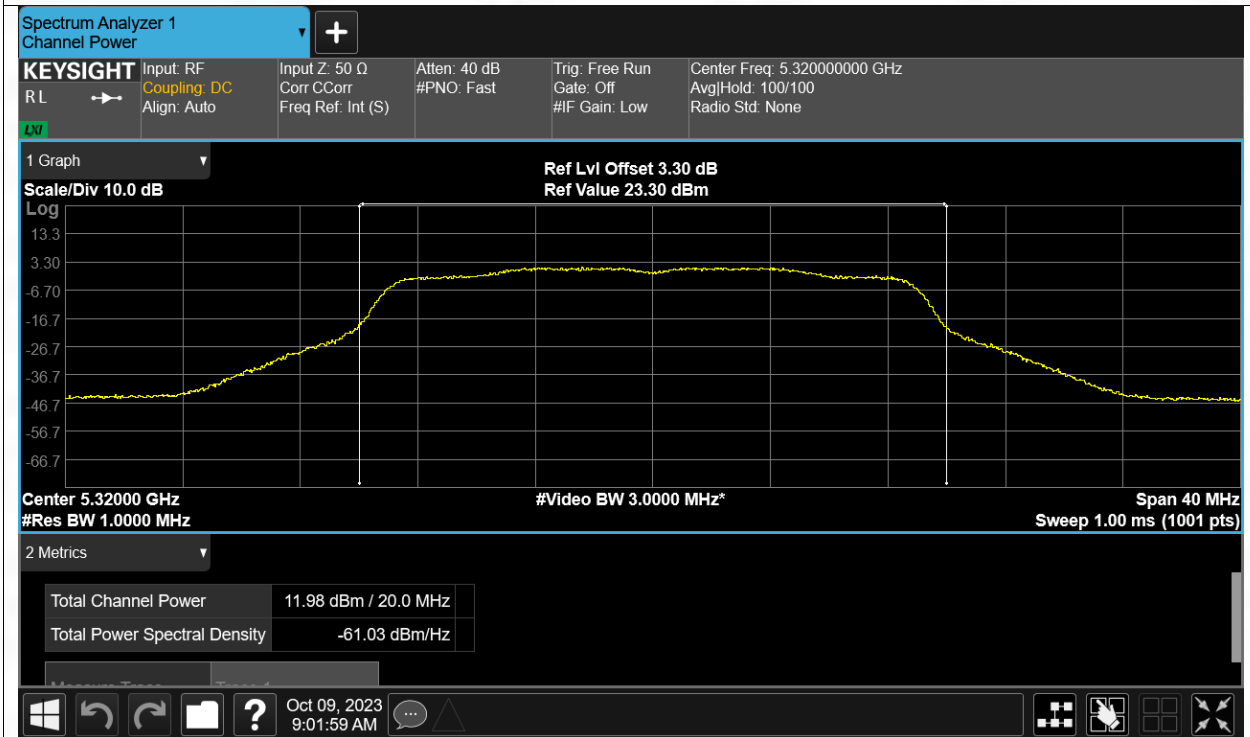 Spectrum Analyzer 1
Channel Power
KEYSIGHT
R L
LXI
Input: RF
Coupling: DC
Align: Auto
Input Z: 50 Ω
Corr CCorr
Freq Ref: Int (S)
Atten: 40 dB
#PNO: Fast
Trig: Free Run
Gate: Off
#IF Gain: Low
Center Freq: 5.320000000 GHz
Avg|Hold: 100/100
Radio Std: None
1 Graph
Scale/Div 10.0 dB
Ref Lvl Offset 3.30 dB
Ref Value 23.30 dBm
Log
13.3
3.30
-6.70
-16.7
-26.7
-36.7
-46.7
-56.7
-66.7
Center 5.32000 GHz
#Res BW 1.0000 MHz
#Video BW 3.0000 MHz*
Span 40 MHz
Sweep 1.00 ms (1001 pts)
2 Metrics
Total Channel Power 11.98 dBm / 20.0 MHz
Total Power Spectral Density -61.03 dBm/Hz
Oct 09, 2023
9:01:59 AM